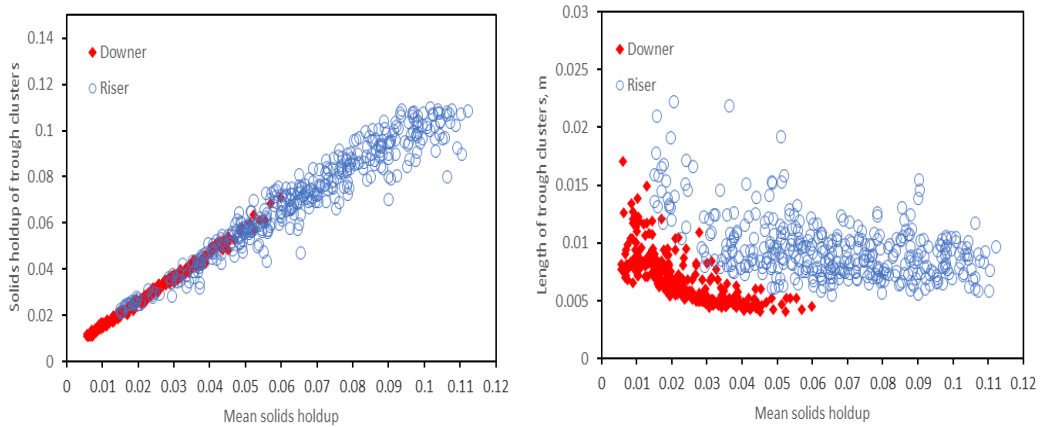 Solids holdup of trough clusters
0.14
0.12
0.1
0.08
0.06
0.04
0.02
0
Downer
Riser
0 0.01 0.02 0.03 0.04 0.05 0.06 0.07 0.08 0.09 0.1 0.11 0.12
Mean solids holdup
Length of trough clusters, m
0.03
0.025
0.02
0.015
0.01
0.005
0
Downer
Riser
0 0.01 0.02 0.03 0.04 0.05 0.06 0.07 0.08 0.09 0.1 0.11 0.12
Mean solids holdup